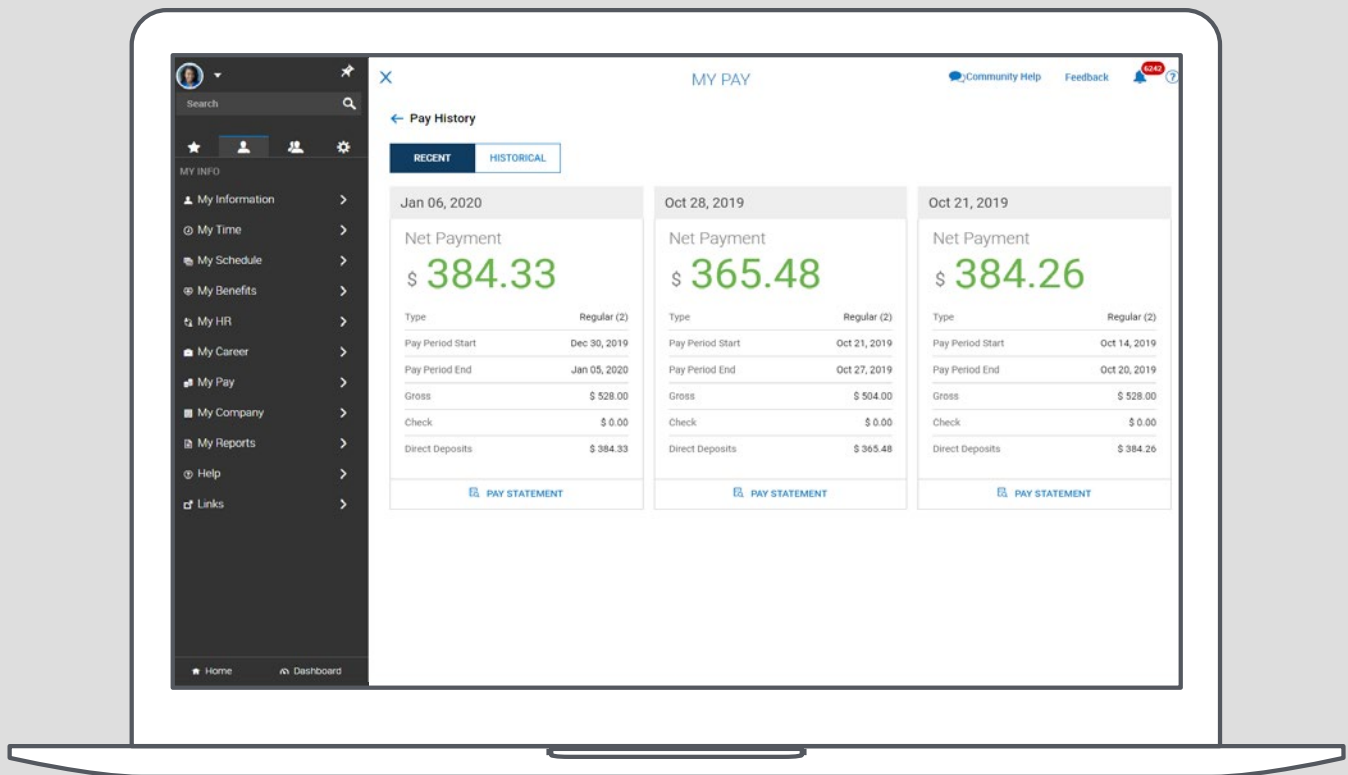 Search
MY INFO
My Information
My Time
My Schedule
My Benefits
My HR
My Career
My Pay
My Company
My Reports
Help
Links
Home Dashboard
MY PAY
Community Help Feedback 6242
Pay History
RECENT HISTORICAL
Jan 06, 2020
Net Payment
$ 384.33
Type Regular (2)
Pay Period Start Dec 30, 2019
Pay Period End Jan 05, 2020
Gross $ 528.00
Check $ 0.00
Direct Deposits $ 384.33
PAY STATEMENT
Oct 28, 2019
Net Payment
$ 365.48
Type Regular (2)
Pay Period Start Oct 21, 2019
Pay Period End Oct 27, 2019
Gross $ 504.00
Check $ 0.00
Direct Deposits $ 365.48
PAY STATEMENT
Oct 21, 2019
Net Payment
$ 384.26
Type Regular (2)
Pay Period Start Oct 14, 2019
Pay Period End Oct 20, 2019
Gross $ 528.00
Check $ 0.00
Direct Deposits $ 384.26
PAY STATEMENT